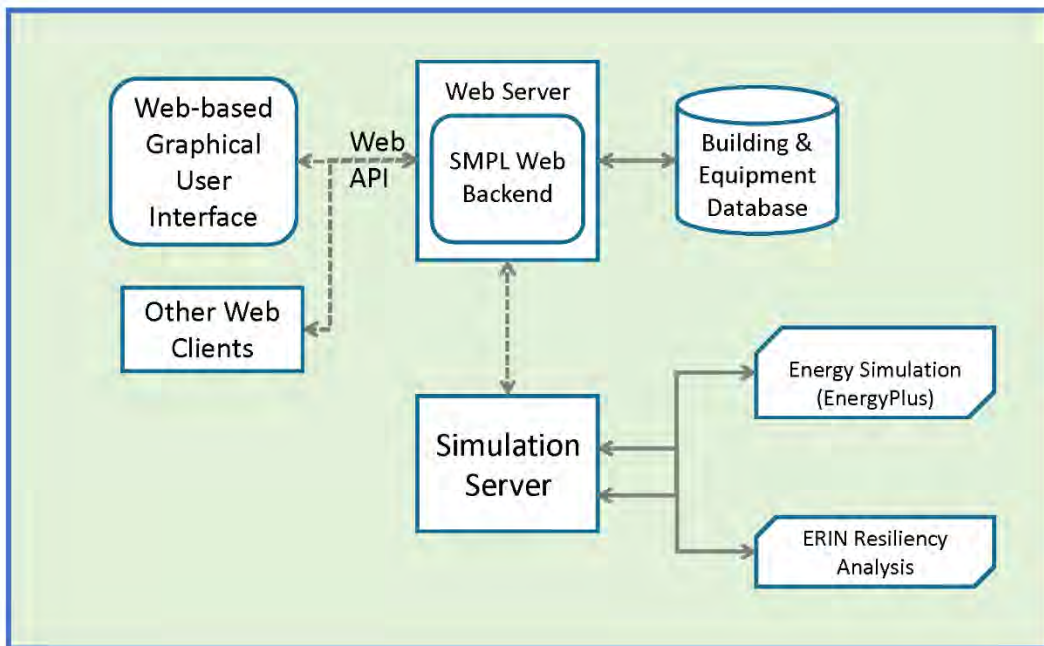 Web-based
Graphical
User
Interface
Web
API
Web Server
SMPL Web
Backend
Building &
Equipment
Database
Other Web
Clients
Simulation
Server
Energy Simulation
(EnergyPlus)
ERIN Resiliency
Analysis